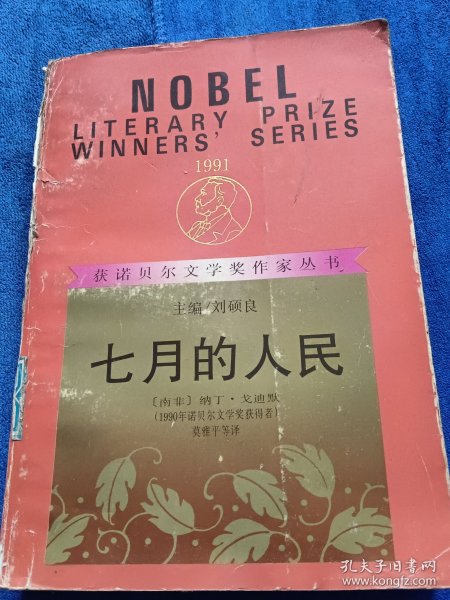 NOBEL
LITERARY PRIZE
WINNERS' SERIES
1991
获诺贝尔文学奖作家丛书
主编/刘硕良
七月的人民
〔南非〕纳丁·戈迪默
(1990年诺贝尔文学奖获得者)
莫雅平等译
孔夫子旧书网
www.kongfz.com